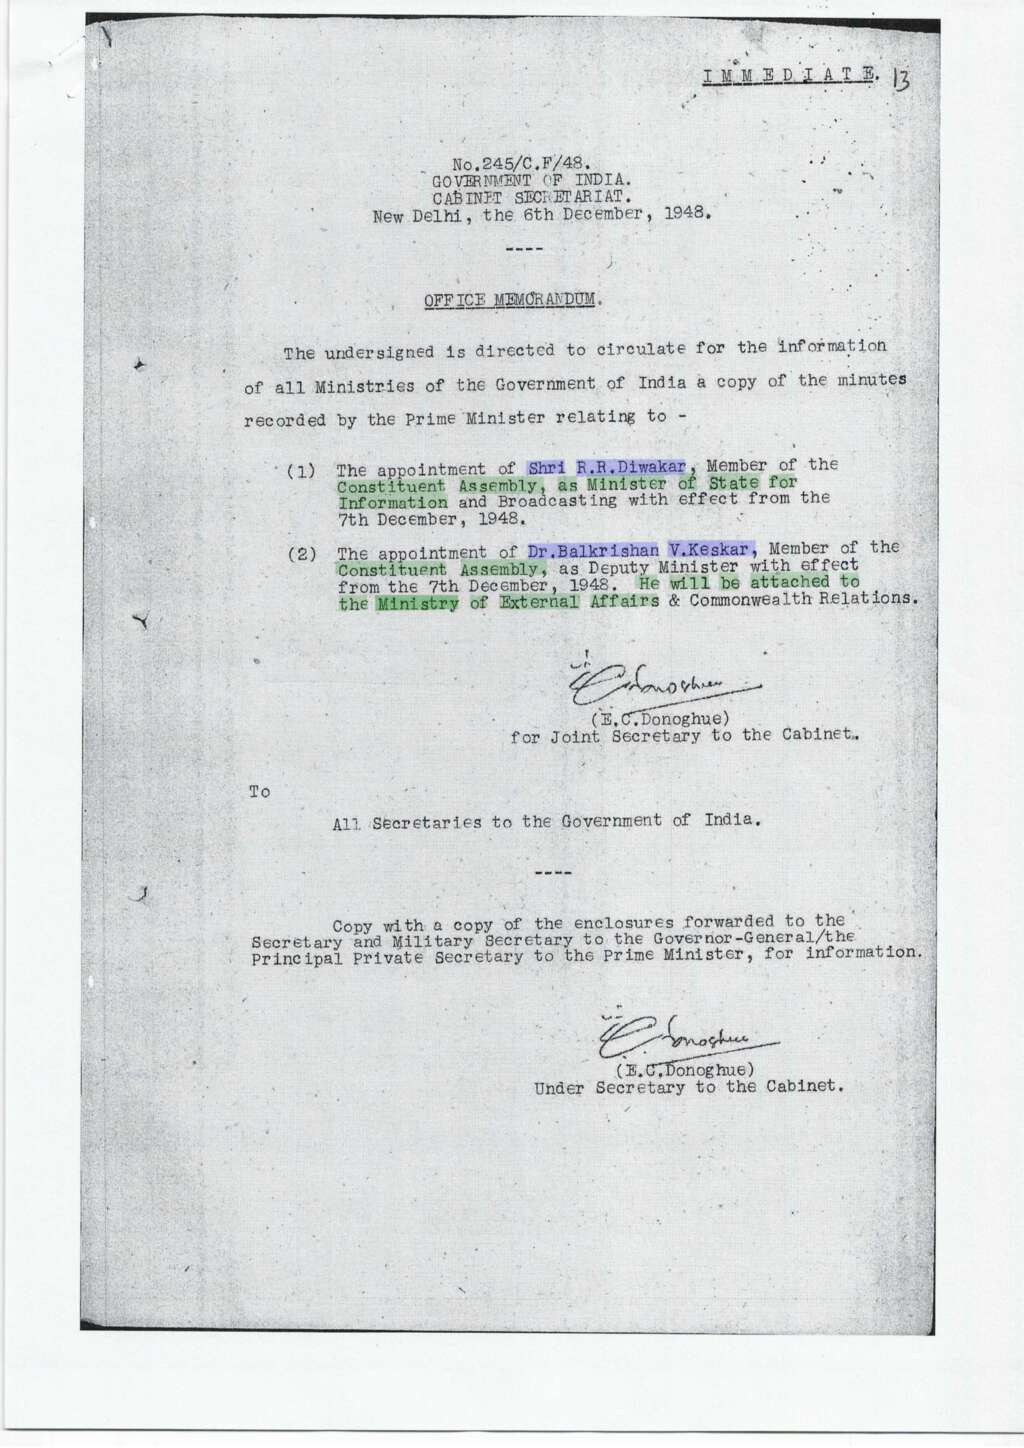 IMMEDIATE. 13
No.245/C.F/48.
GOVERNMENT OF INDIA.
CABINET SECRETARIAT.
New Delhi, the 6th December, 1948.
----
OFFICE MEMORANDUM.
The undersigned is directed to circulate for the information
of all Ministries of the Government of India a copy of the minutes
recorded by the Prime Minister relating to -
(1) The appointment of Shri R.R.Diwakar, Member of the
Constituent Assembly, as Minister of State for
Information and Broadcasting with effect from the
7th December, 1948.
(2) The appointment of Dr.Balkrishan V.Keskar, Member of the
Constituent Assembly, as Deputy Minister with effect
from the 7th December, 1948. He will be attached to
the Ministry of External Affairs & Commonwealth Relations.
EC Donoghue
(E.C.Donoghue)
for Joint Secretary to the Cabinet.
To
All Secretaries to the Government of India.
----
Copy with a copy of the enclosures forwarded to the
Secretary and Military Secretary to the Governor-General/the
Principal Private Secretary to the Prime Minister, for information.
EC Donoghue
(E.C.Donoghue)
Under Secretary to the Cabinet.